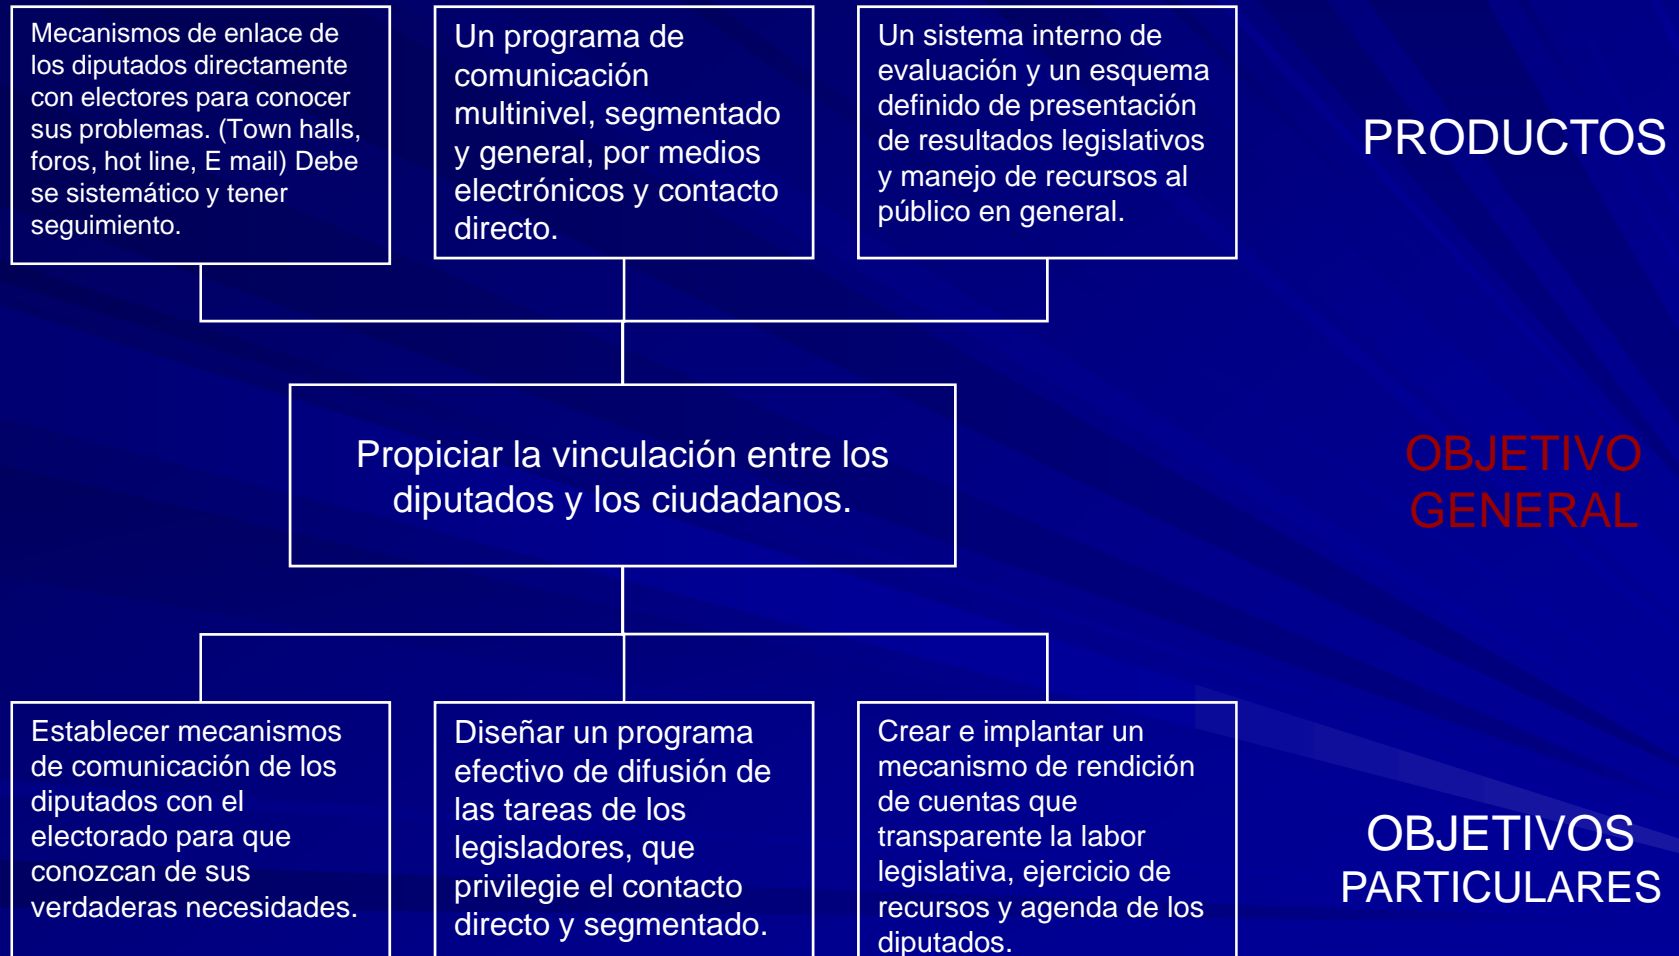 Mecanismos de enlace de
los diputados directamente
con electores para conocer
sus problemas. (Town halls,
foros, hot line, E mail) Debe
se sistemático y tener
seguimiento.
Un programa de
comunicación
multinivel, segmentado
y general, por medios
electrónicos y contacto
directo.
Un sistema interno de
evaluación y un esquema
definido de presentación
de resultados legislativos
y manejo de recursos al
público en general.
PRODUCTOS
Propiciar la vinculación entre los
diputados y los ciudadanos.
OBJETIVO
GENERAL
Establecer mecanismos
de comunicación de los
diputados con el
electorado para que
conozcan de sus
verdaderas necesidades.
Diseñar un programa
efectivo de difusión de
las tareas de los
legisladores, que
privilegie el contacto
directo y segmentado.
Crear e implantar un
mecanismo de rendición
de cuentas que
transparente la labor
legislativa, ejercicio de
recursos y agenda de los
diputados.
OBJETIVOS
PARTICULARES